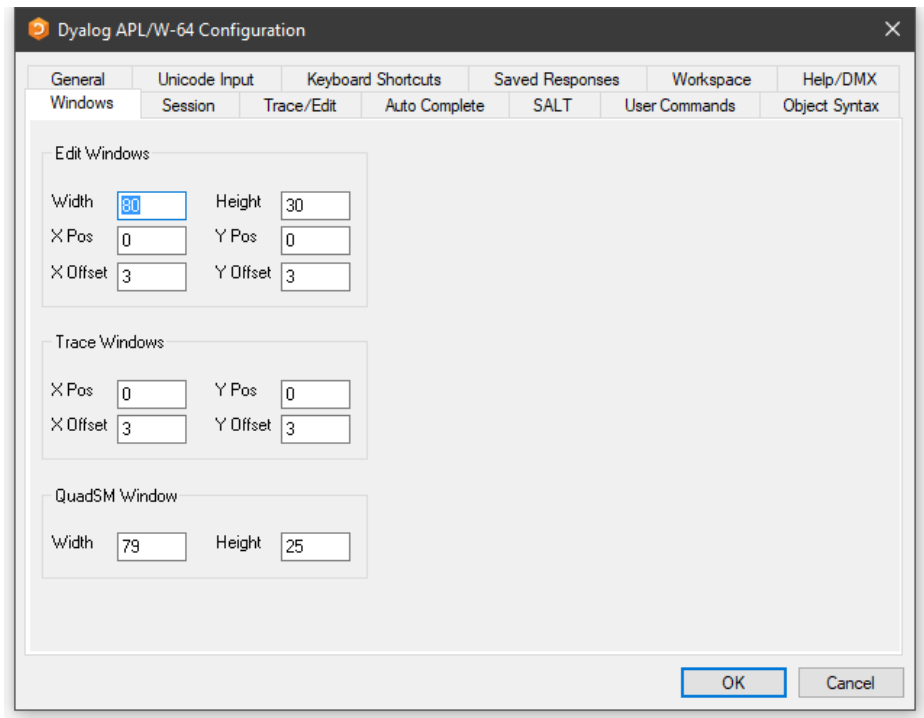 Dyalog APL/W-64 Configuration
General Unicode Input Keyboard Shortcuts Saved Responses Workspace Help/DMX
Windows Session Trace/Edit Auto Complete SALT User Commands Object Syntax
Edit Windows
Width 80 Height 30
X Pos 0 Y Pos 0
X Offset 3 Y Offset 3
Trace Windows
X Pos 0 Y Pos 0
X Offset 3 Y Offset 3
QuadSM Window
Width 79 Height 25
OK Cancel